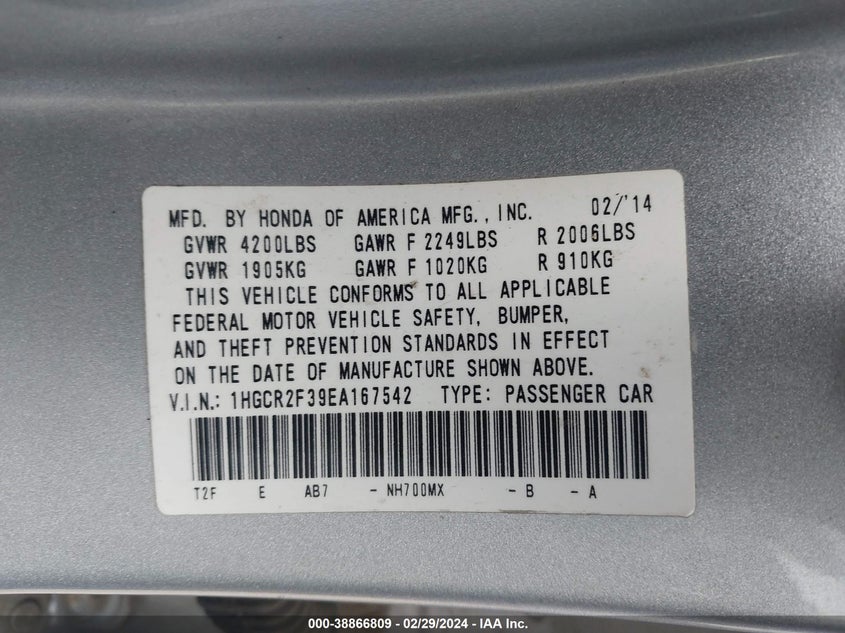 MFD. BY HONDA OF AMERICA MFG., INC. 02/'14
GVWR 4200LBS GAWR F 2249LBS R 2006LBS
GVWR 1905KG GAWR F 1020KG R 910KG
THIS VEHICLE CONFORMS TO ALL APPLICABLE
FEDERAL MOTOR VEHICLE SAFETY, BUMPER,
AND THEFT PREVENTION STANDARDS IN EFFECT
ON THE DATE OF MANUFACTURE SHOWN ABOVE.
V.I.N.: 1HGCR2F39EA167542 TYPE: PASSENGER CAR
T2F E AB7 - NH700MX - B - A
000-38866809 - 02/29/2024 - IAA Inc.